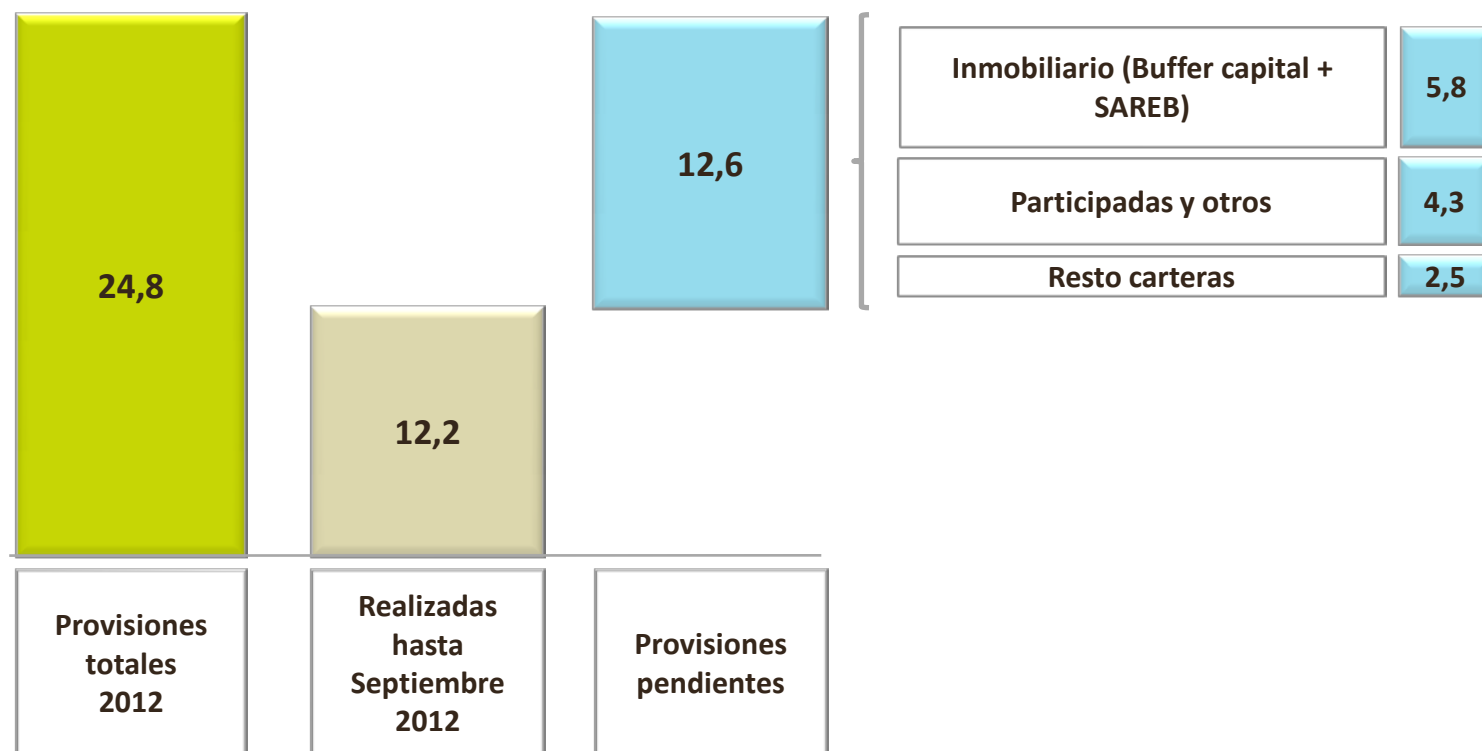 24,8
12,2
12,6
Inmobiliario (Buffer capital +
SAREB)
5,8
Participadas y otros
4,3
Resto carteras
2,5
Provisiones
totales
2012
Realizadas
hasta
Septiembre
2012
Provisiones
pendientes